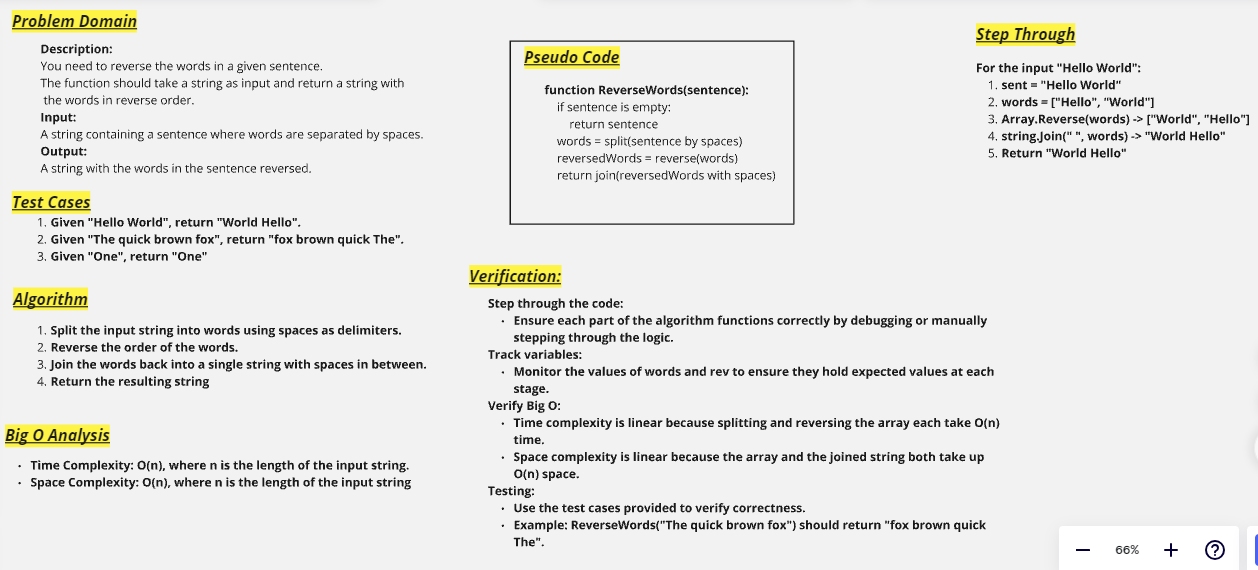 Problem Domain
Description:
You need to reverse the words in a given sentence.
The function should take a string as input and return a string with
the words in reverse order.
Input:
A string containing a sentence where words are separated by spaces.
Output:
A string with the words in the sentence reversed.
Test Cases
1. Given "Hello World", return "World Hello".
2. Given "The quick brown fox", return "fox brown quick The".
3. Given "One", return "One"
Algorithm
1. Split the input string into words using spaces as delimiters.
2. Reverse the order of the words.
3. Join the words back into a single string with spaces in between.
4. Return the resulting string
Big O Analysis
· Time Complexity: O(n), where n is the length of the input string.
· Space Complexity: O(n), where n is the length of the input string
Pseudo Code
function ReverseWords(sentence):
if sentence is empty:
return sentence
words = split(sentence by spaces)
reversedWords = reverse(words)
return join(reversedWords with spaces)
Verification:
Step through the code:
· Ensure each part of the algorithm functions correctly by debugging or manually
stepping through the logic.
Track variables:
· Monitor the values of words and rev to ensure they hold expected values at each
stage.
Verify Big O:
· Time complexity is linear because splitting and reversing the array each take O(n)
time.
· Space complexity is linear because the array and the joined string both take up
O(n) space.
Testing:
· Use the test cases provided to verify correctness.
· Example: ReverseWords("The quick brown fox") should return "fox brown quick
The".
Step Through
For the input "Hello World":
1. sent = "Hello World"
2. words = ["Hello", "World"]
3. Array.Reverse(words) -> ["World", "Hello"]
4. string.Join(" ", words) -> "World Hello"
5. Return "World Hello"
66%